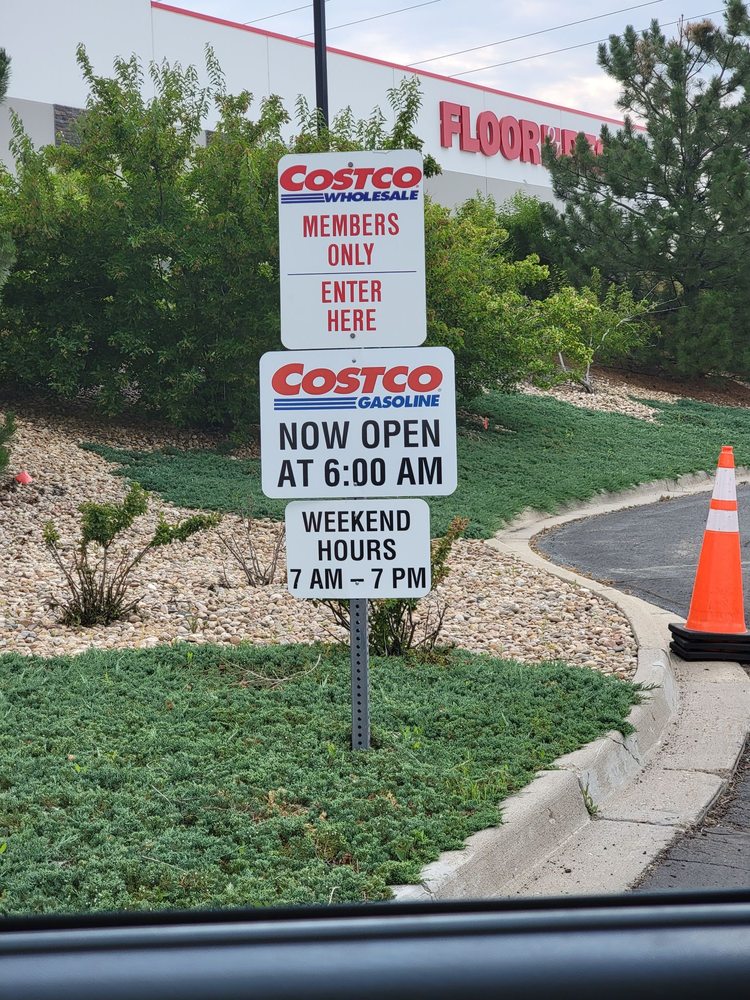 FLOOR
COSTCO
WHOLESALE
MEMBERS
ONLY
ENTER
HERE
COSTCO
GASOLINE
NOW OPEN
AT 6:00 AM
WEEKEND
HOURS
7 AM – 7 PM